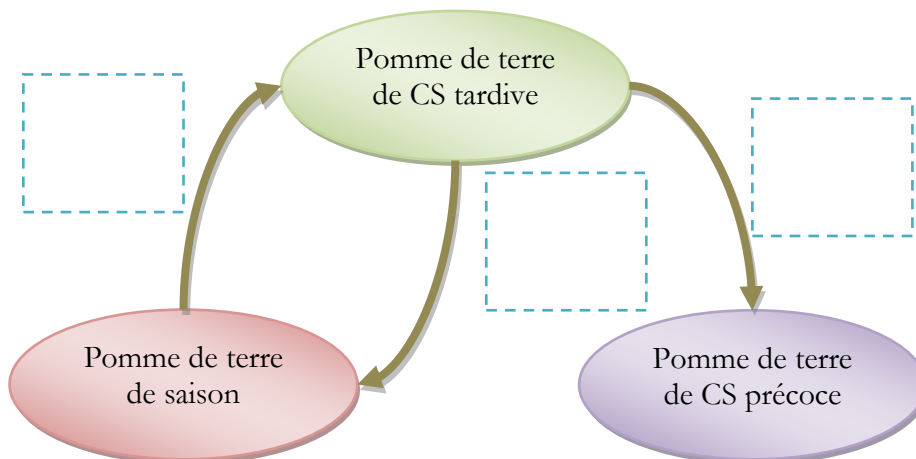 Pomme de terre
de CS tardive
Pomme de terre
de saison
Pomme de terre
de CS précoce